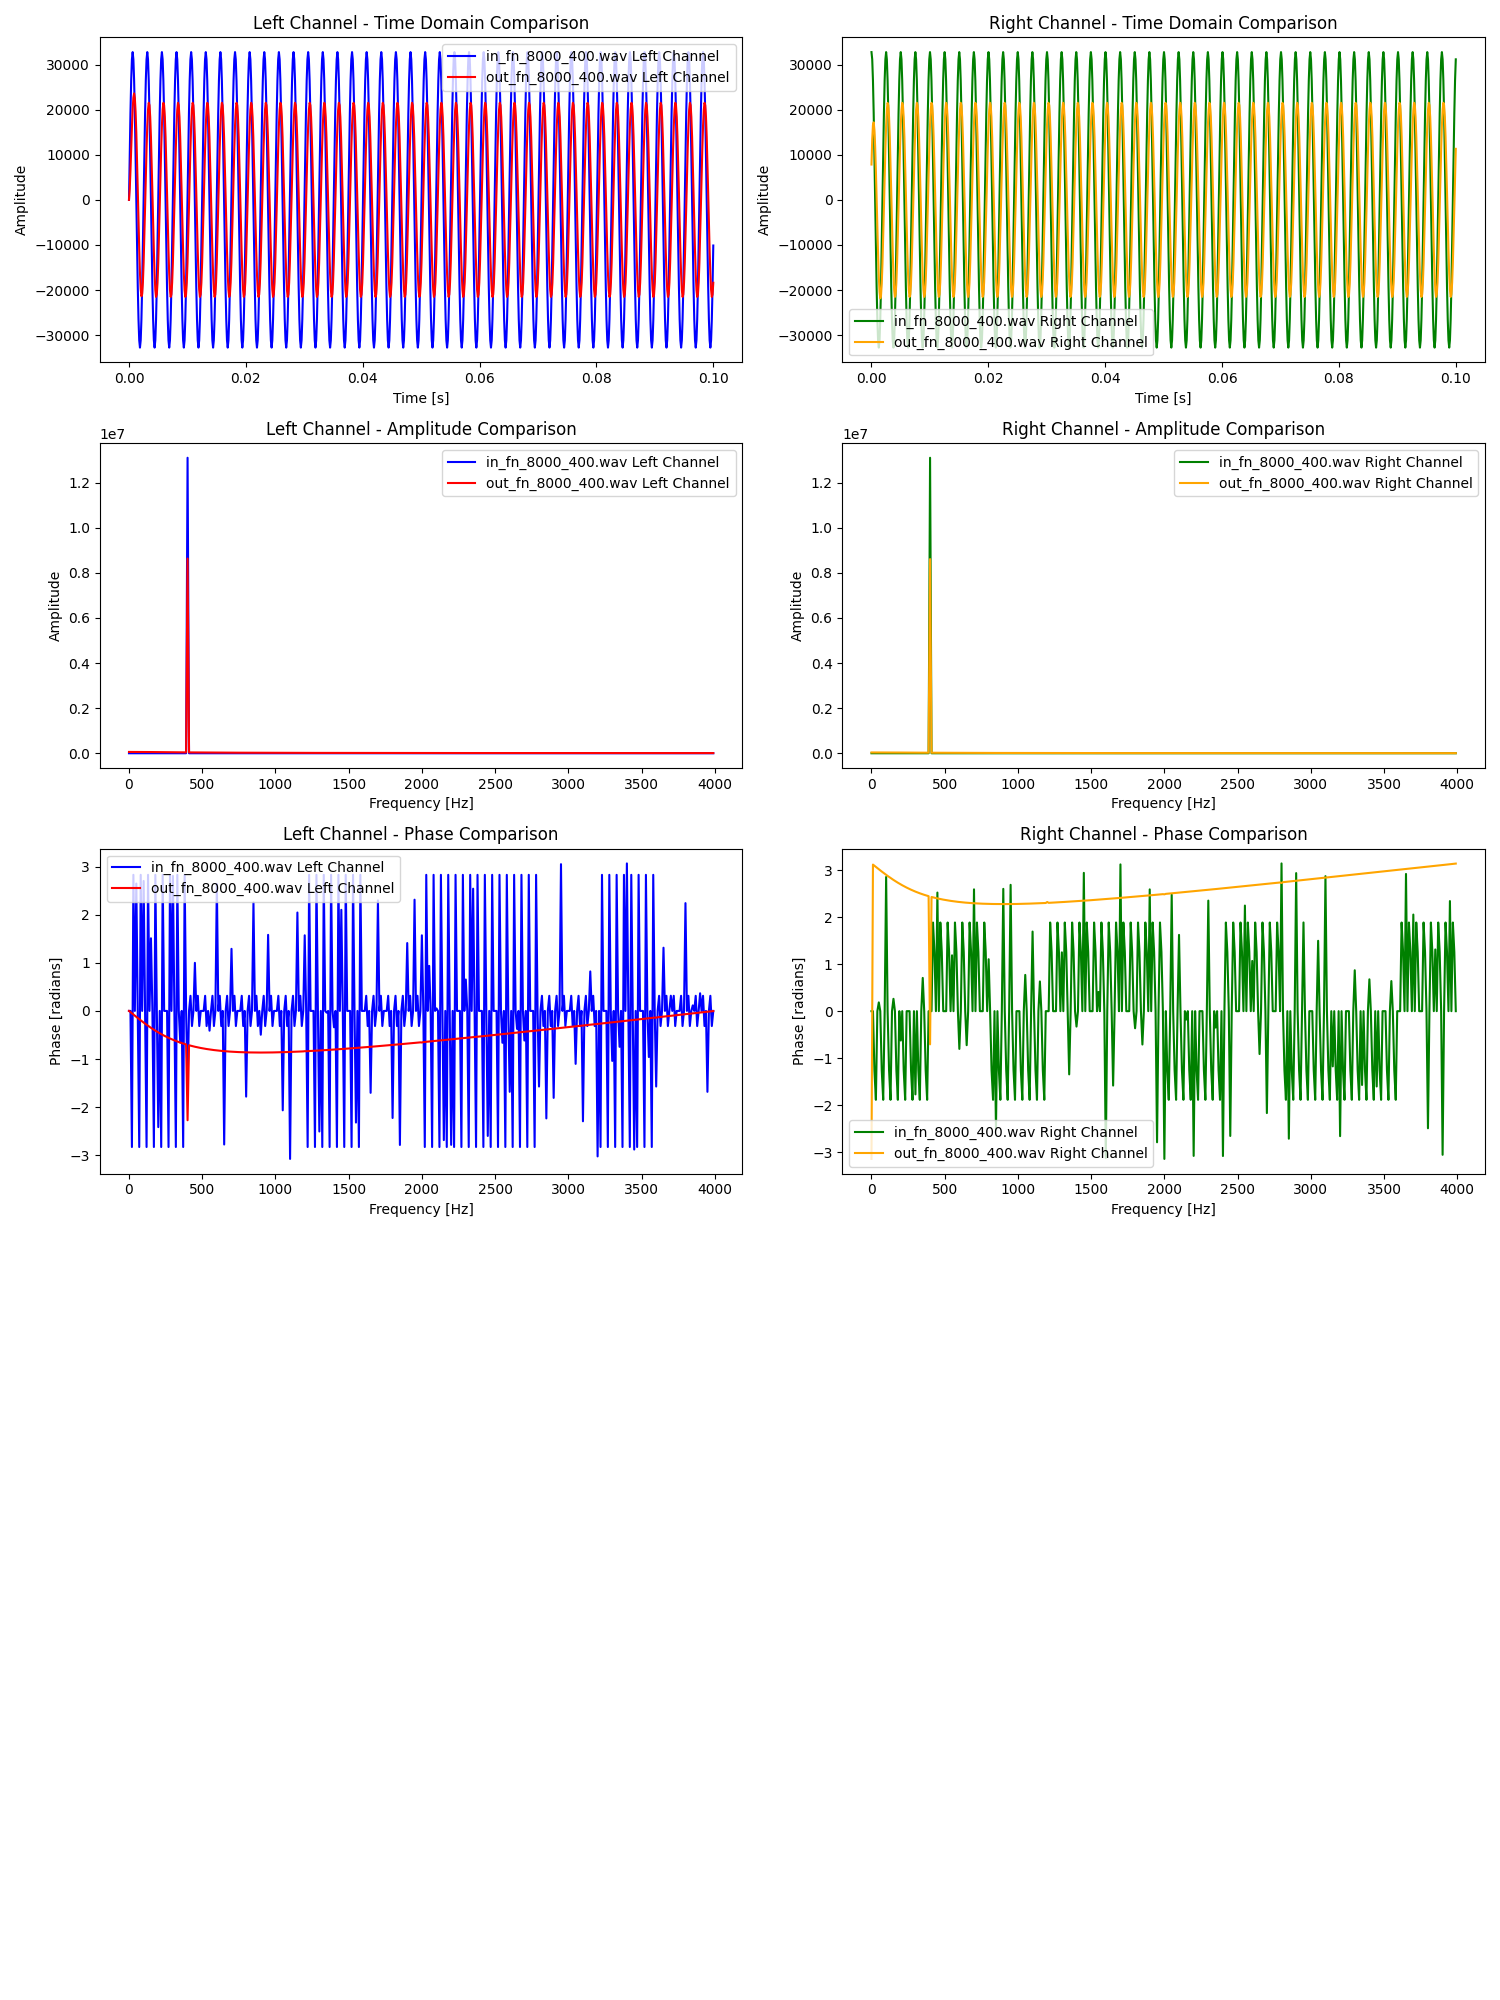 Left Channel - Time Domain Comparison
in_fn_8000_400.wav Left Channel
out_fn_8000_400.wav Left Channel
30000
20000
10000
0
−10000
−20000
−30000
Amplitude
0.00 0.02 0.04 0.06 0.08 0.10
Time [s]
Right Channel - Time Domain Comparison
30000
20000
10000
0
−10000
−20000
−30000
Amplitude
in_fn_8000_400.wav Right Channel
out_fn_8000_400.wav Right Channel
0.00 0.02 0.04 0.06 0.08 0.10
Time [s]
Left Channel - Amplitude Comparison
1e7
in_fn_8000_400.wav Left Channel
out_fn_8000_400.wav Left Channel
1.2
1.0
0.8
0.6
0.4
0.2
0.0
Amplitude
0 500 1000 1500 2000 2500 3000 3500 4000
Frequency [Hz]
Right Channel - Amplitude Comparison
1e7
in_fn_8000_400.wav Right Channel
out_fn_8000_400.wav Right Channel
1.2
1.0
0.8
0.6
0.4
0.2
0.0
Amplitude
0 500 1000 1500 2000 2500 3000 3500 4000
Frequency [Hz]
Left Channel - Phase Comparison
in_fn_8000_400.wav Left Channel
out_fn_8000_400.wav Left Channel
3
2
1
0
−1
−2
−3
Phase [radians]
0 500 1000 1500 2000 2500 3000 3500 4000
Frequency [Hz]
Right Channel - Phase Comparison
3
2
1
0
−1
−2
−3
Phase [radians]
in_fn_8000_400.wav Right Channel
out_fn_8000_400.wav Right Channel
0 500 1000 1500 2000 2500 3000 3500 4000
Frequency [Hz]